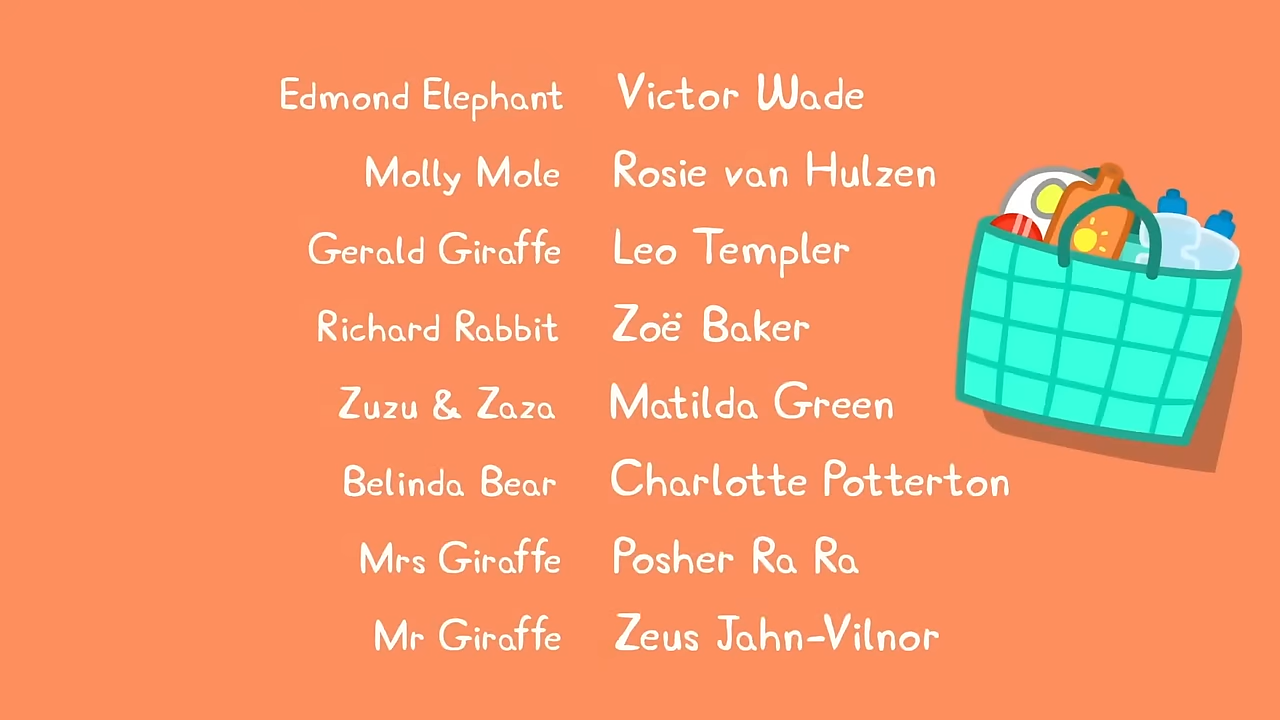 Edmond Elephant Victor Wade
Molly Mole Rosie van Hulzen
Gerald Giraffe Leo Templer
Richard Rabbit Zoë Baker
Zuzu & Zaza Matilda Green
Belinda Bear Charlotte Potterton
Mrs Giraffe Posher Ra Ra
Mr Giraffe Zeus Jahn-Vilnor